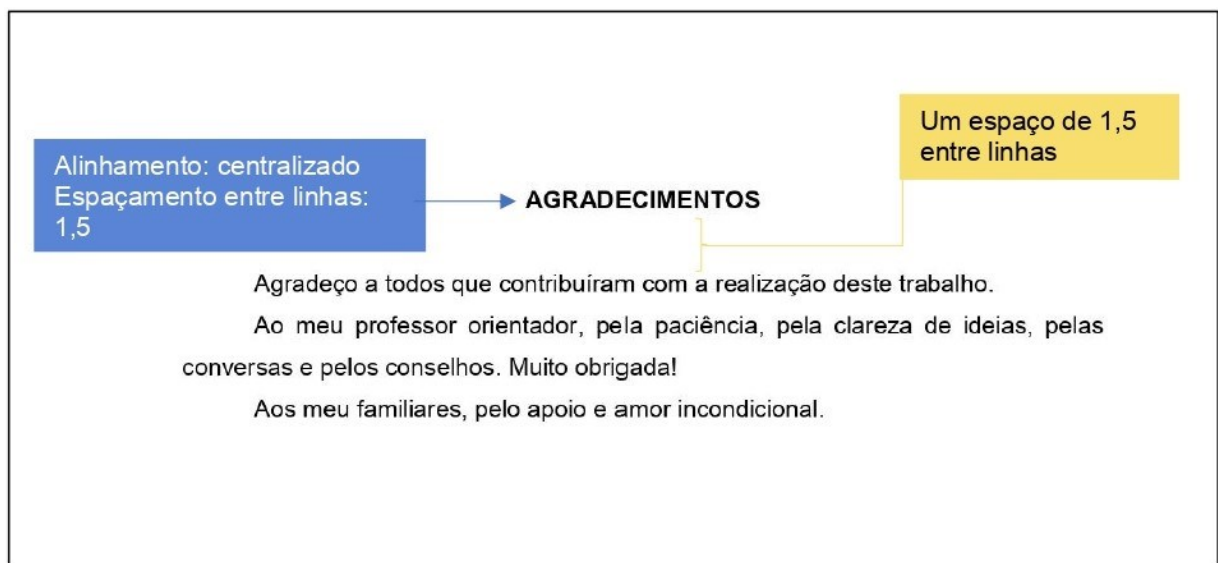 Um espaço de 1,5
entre linhas
Alinhamento: centralizado
Espaçamento entre linhas:
1,5
AGRADECIMENTOS
Agradeço a todos que contribuíram com a realização deste trabalho.
Ao meu professor orientador, pela paciência, pela clareza de ideias, pelas
conversas e pelos conselhos. Muito obrigada!
Aos meu familiares, pelo apoio e amor incondicional.